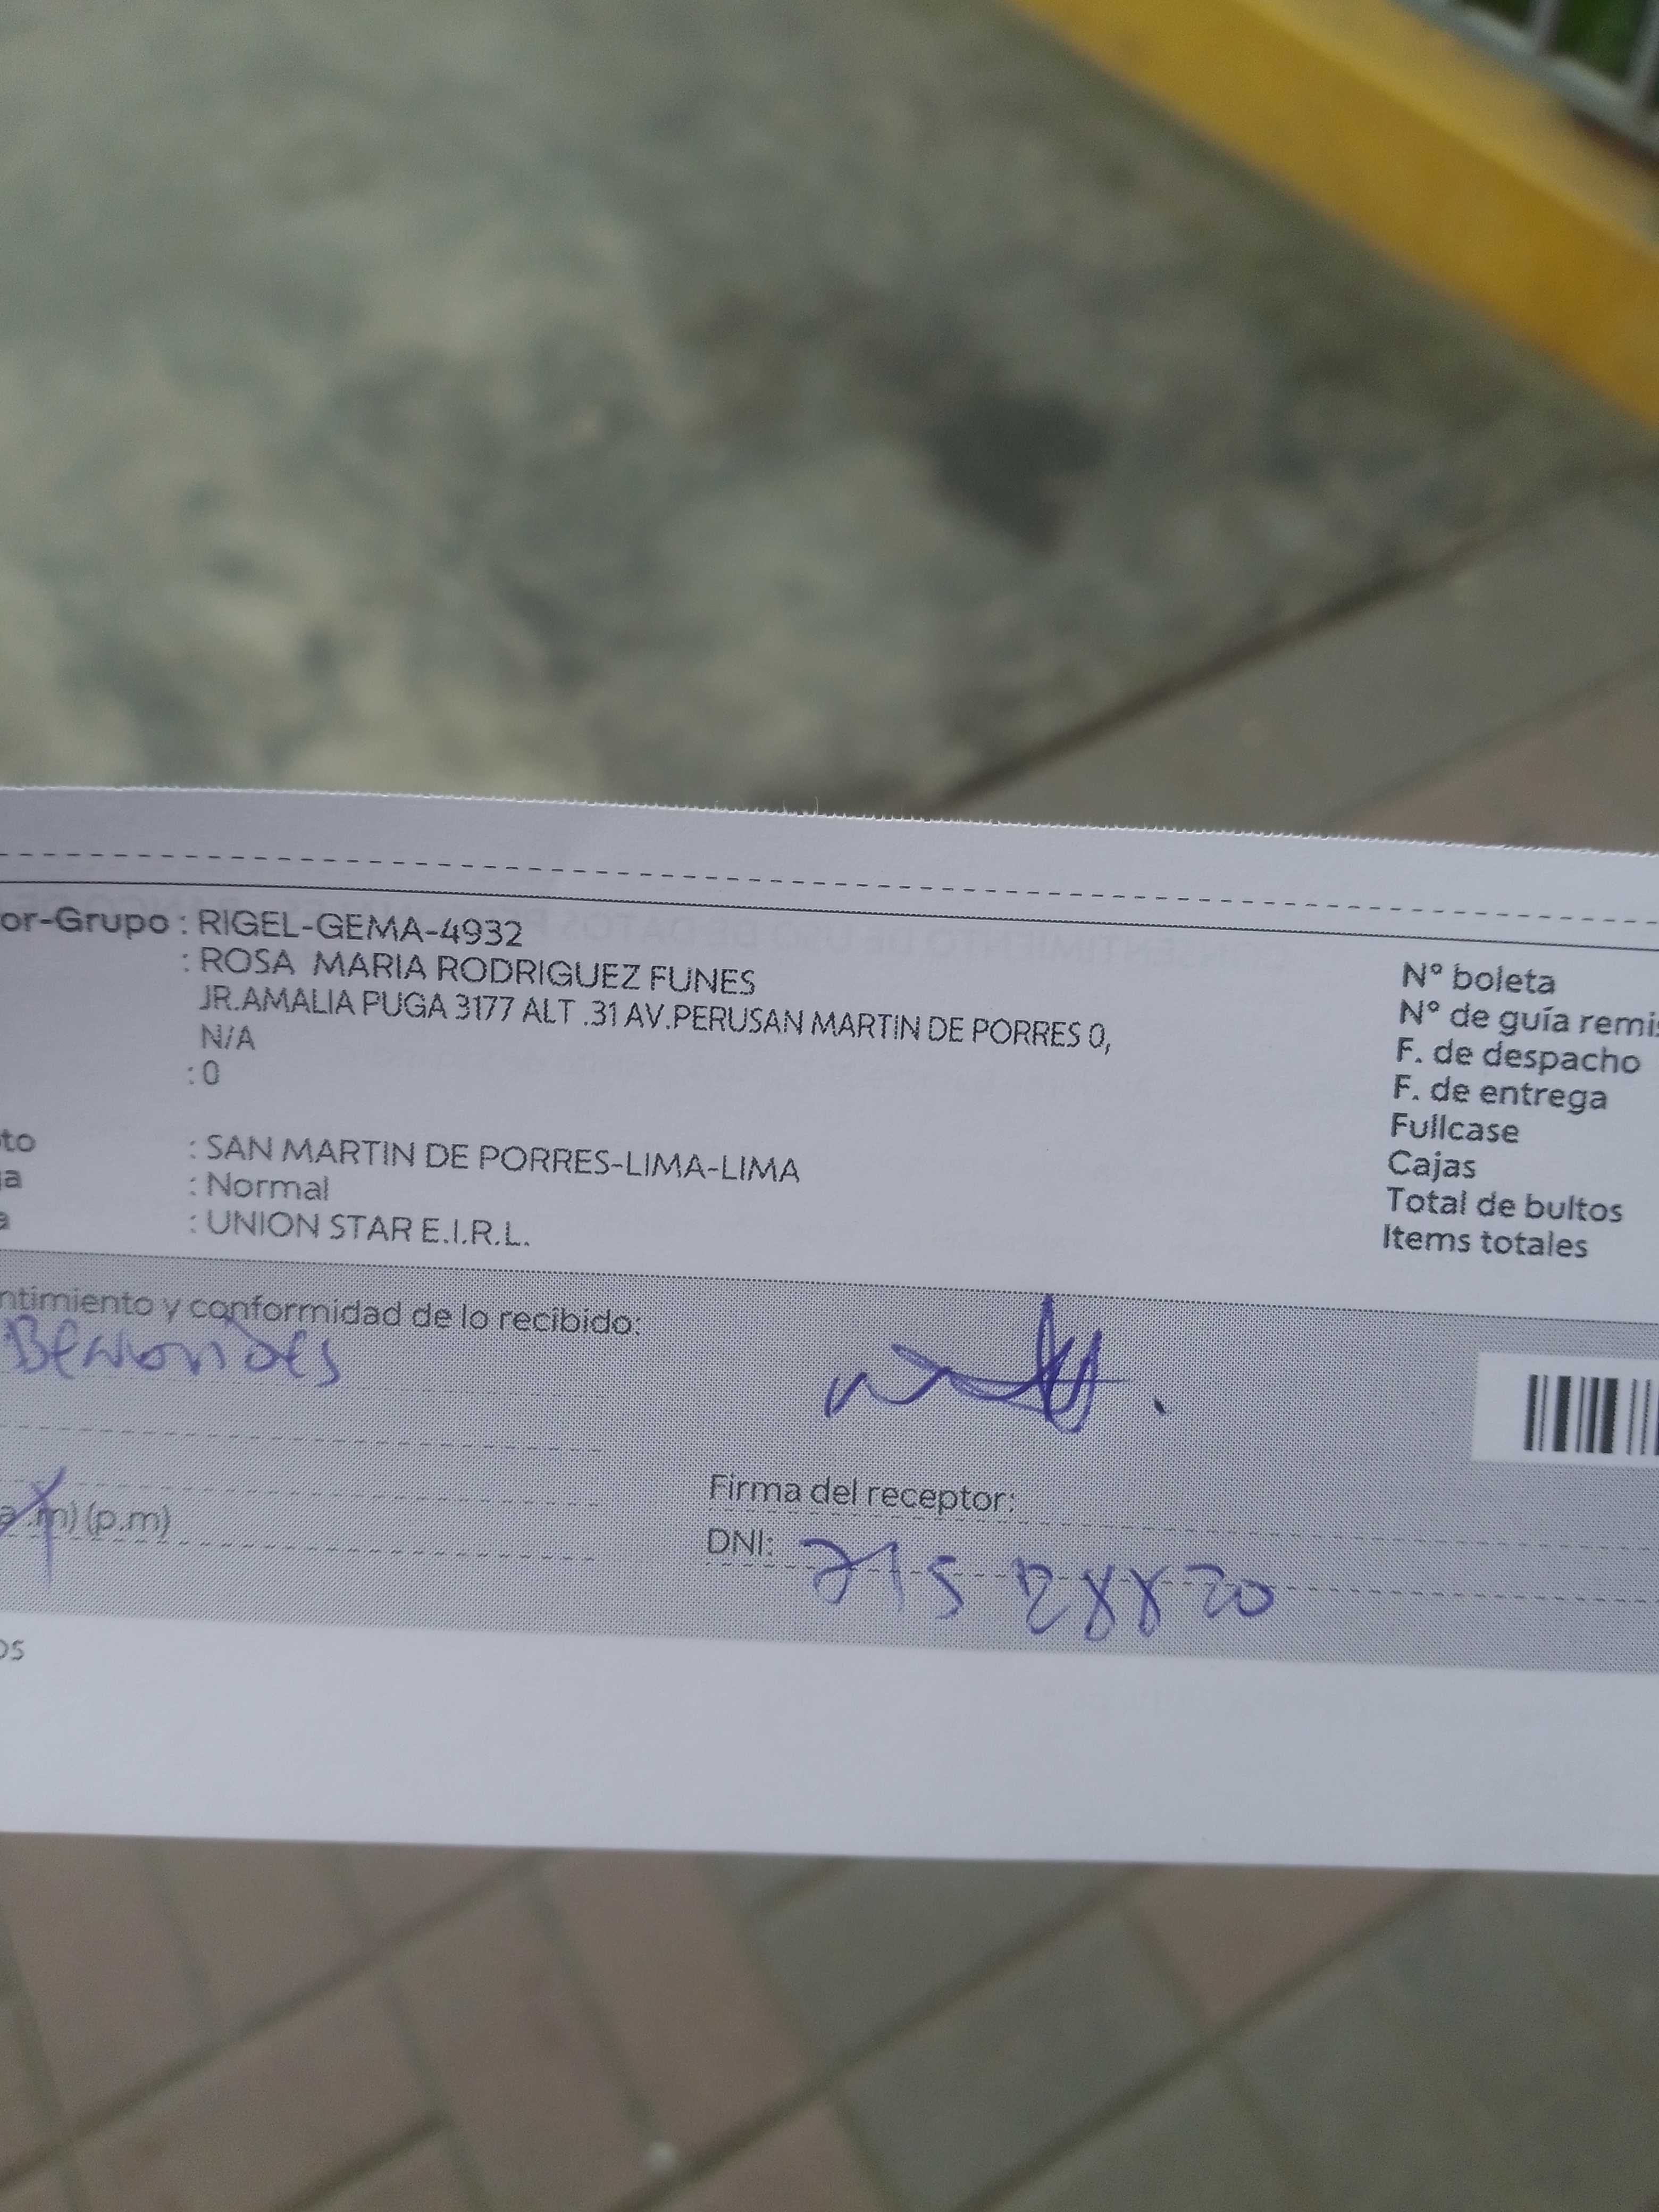 or-Grupo : RIGEL-GEMA-4932
: ROSA MARIA RODRIGUEZ FUNES
JR.AMALIA PUGA 3177 ALT .31 AV.PERUSAN MARTIN DE PORRES 0,
N/A
: 0
to : SAN MARTIN DE PORRES-LIMA-LIMA
a : Normal
a : UNION STAR E.I.R.L.
N° boleta
N° de guía remis
F. de despacho
F. de entrega
Fullcase
Cajas
Total de bultos
Items totales
ntimiento y conformidad de lo recibido:
a.m) (p.m)
Firma del receptor:
DNI:
os